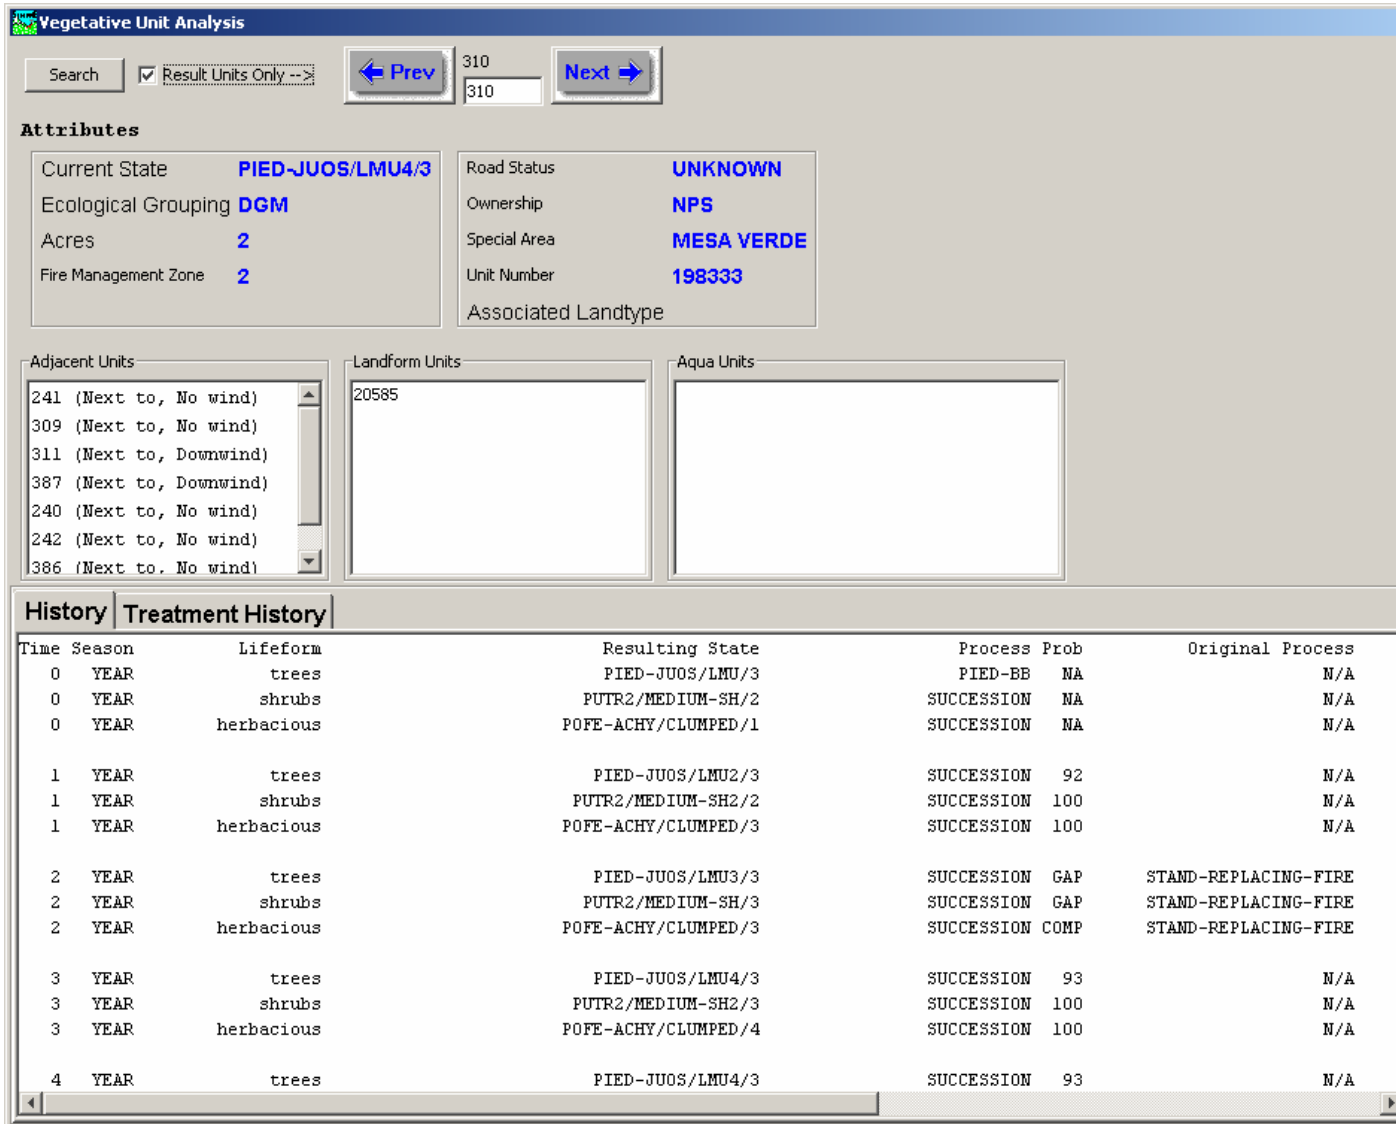 Vegetative Unit Analysis
Search Result Units Only --> Prev 310 310 Next
Attributes
Current State PIED-JUOS/LMU4/3 Road Status UNKNOWN
Ecological Grouping DGM Ownership NPS
Acres 2 Special Area MESA VERDE
Fire Management Zone 2 Unit Number 198333
Associated Landtype
Adjacent Units Landform Units Aqua Units
241 (Next to, No wind) 20585
309 (Next to, No wind)
311 (Next to, Downwind)
387 (Next to, Downwind)
240 (Next to, No wind)
242 (Next to, No wind)
386 (Next to, No wind)
History Treatment History
Time Season Lifeform Resulting State Process Prob Original Process
0 YEAR trees PIED-JUOS/LMU/3 PIED-BB NA N/A
0 YEAR shrubs PUTR2/MEDIUM-SH/2 SUCCESSION NA N/A
0 YEAR herbacious POFE-ACHY/CLUMPED/1 SUCCESSION NA N/A
1 YEAR trees PIED-JUOS/LMU2/3 SUCCESSION 92 N/A
1 YEAR shrubs PUTR2/MEDIUM-SH2/2 SUCCESSION 100 N/A
1 YEAR herbacious POFE-ACHY/CLUMPED/3 SUCCESSION 100 N/A
2 YEAR trees PIED-JUOS/LMU3/3 SUCCESSION GAP STAND-REPLACING-FIRE
2 YEAR shrubs PUTR2/MEDIUM-SH/3 SUCCESSION GAP STAND-REPLACING-FIRE
2 YEAR herbacious POFE-ACHY/CLUMPED/3 SUCCESSION COMP STAND-REPLACING-FIRE
3 YEAR trees PIED-JUOS/LMU4/3 SUCCESSION 93 N/A
3 YEAR shrubs PUTR2/MEDIUM-SH2/3 SUCCESSION 100 N/A
3 YEAR herbacious POFE-ACHY/CLUMPED/4 SUCCESSION 100 N/A
4 YEAR trees PIED-JUOS/LMU4/3 SUCCESSION 93 N/A